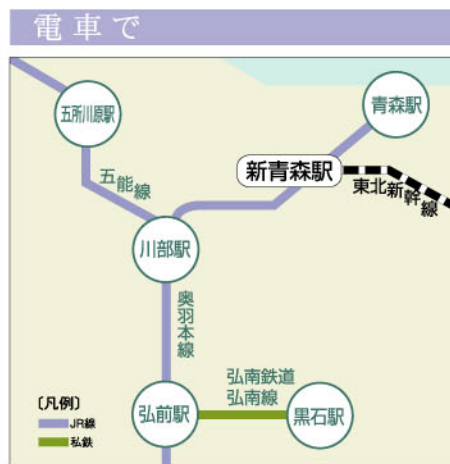 電車で
五所川原駅
青森駅
新青森駅
東北新幹線
五能線
川部駅
奥羽本線
弘南鉄道
弘南線
弘前駅
黒石駅
〔凡例〕
JR線
私鉄